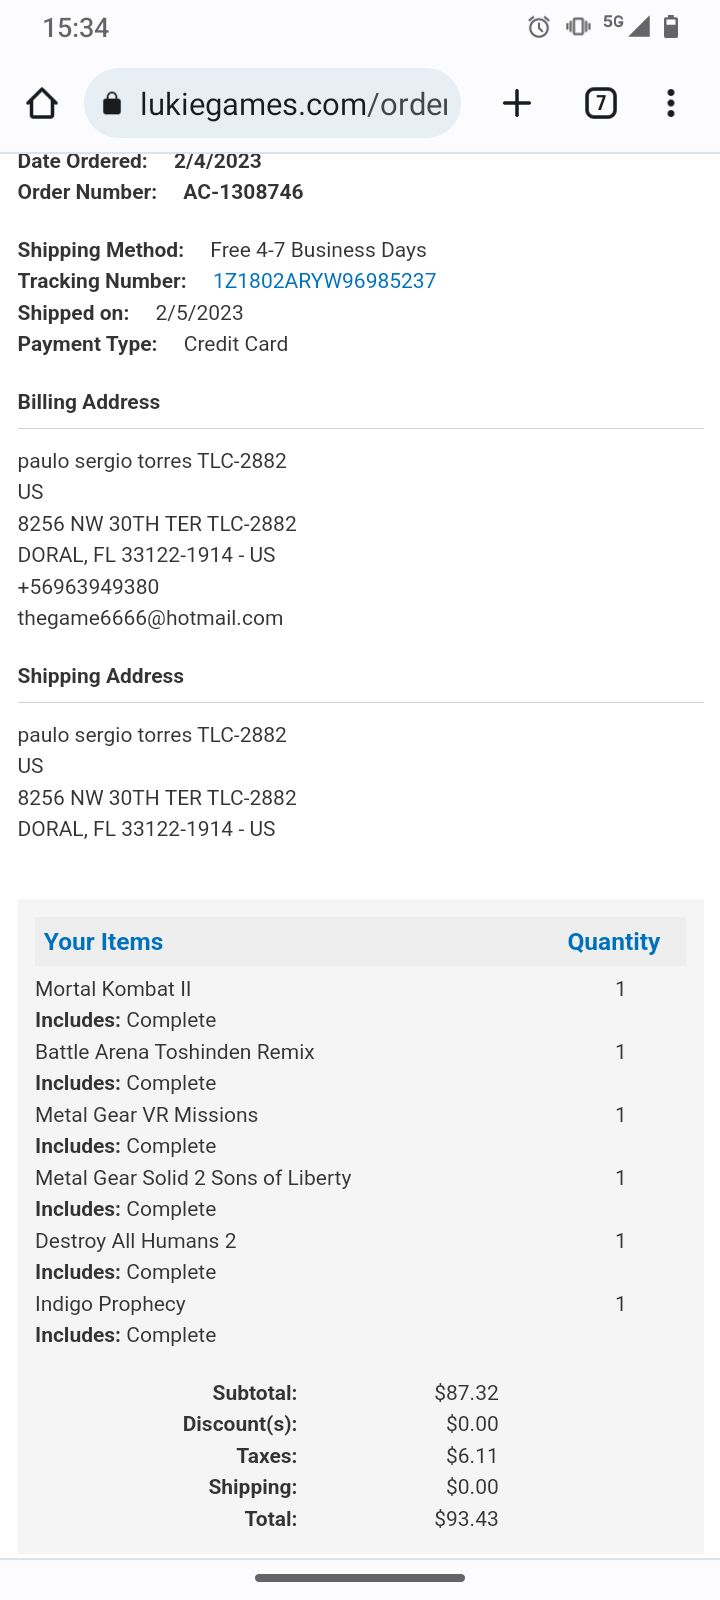 15:34
5G
lukiegames.com/order
7
Date Ordered: 2/4/2023
Order Number: AC-1308746
Shipping Method: Free 4-7 Business Days
Tracking Number: 1Z1802ARYW96985237
Shipped on: 2/5/2023
Payment Type: Credit Card
Billing Address
paulo sergio torres TLC-2882
US
8256 NW 30TH TER TLC-2882
DORAL, FL 33122-1914 - US
+56963949380
thegame6666@hotmail.com
Shipping Address
paulo sergio torres TLC-2882
US
8256 NW 30TH TER TLC-2882
DORAL, FL 33122-1914 - US
Your Items Quantity
Mortal Kombat II 1
Includes: Complete
Battle Arena Toshinden Remix 1
Includes: Complete
Metal Gear VR Missions 1
Includes: Complete
Metal Gear Solid 2 Sons of Liberty 1
Includes: Complete
Destroy All Humans 2 1
Includes: Complete
Indigo Prophecy 1
Includes: Complete
Subtotal: $87.32
Discount(s): $0.00
Taxes: $6.11
Shipping: $0.00
Total: $93.43